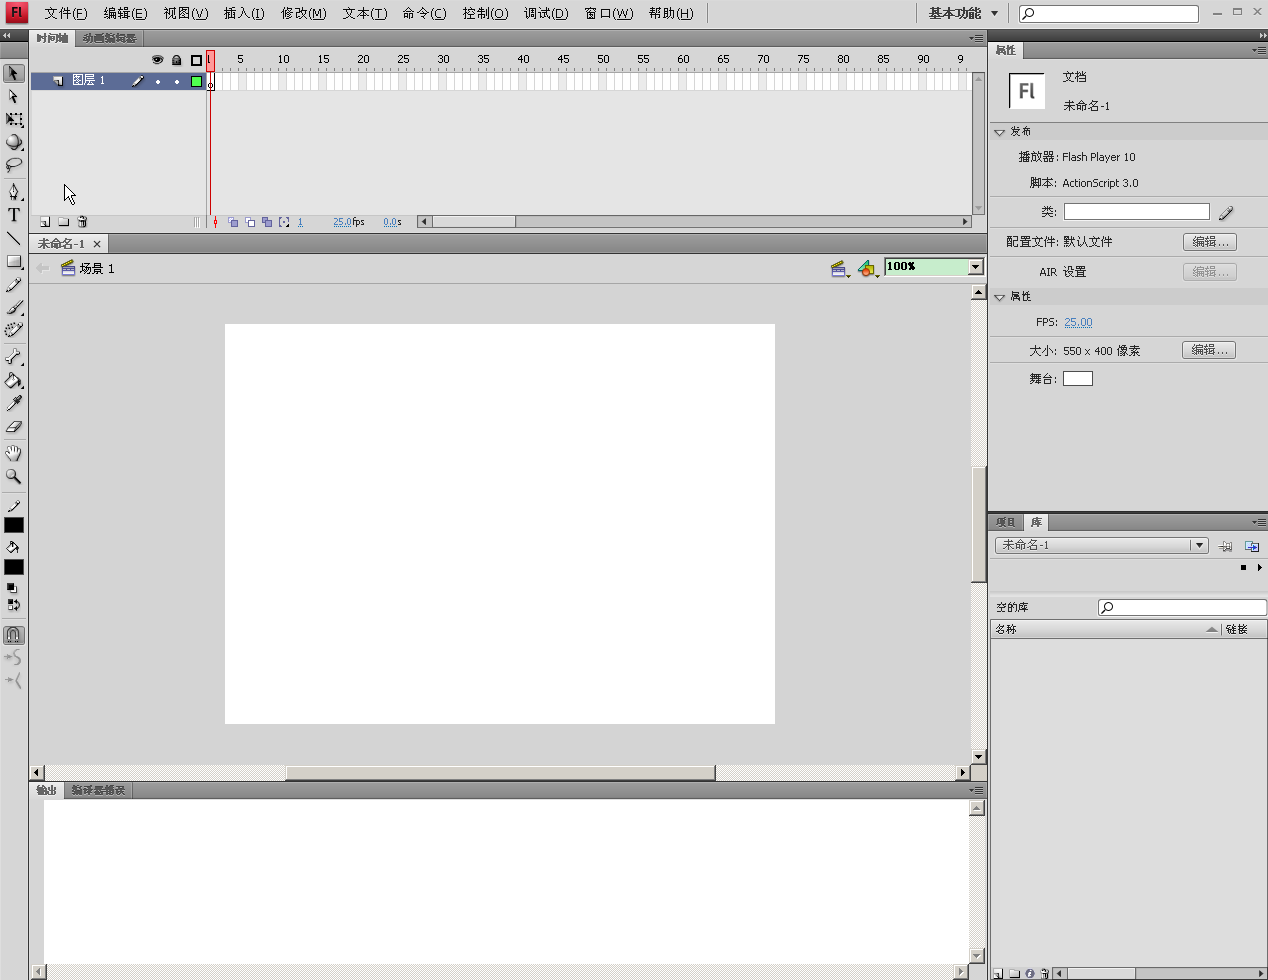 Fl 文件(F) 编辑(E) 视图(V) 插入(I) 修改(M) 文本(T) 命令(C) 控制(O) 调试(D) 窗口(W) 帮助(H) 基本功能
时间轴 动画编辑器
1 5 10 15 20 25 30 35 40 45 50 55 60 65 70 75 80 85 90 9
图层 1
1 25.0fps 0.0s
未命名-1
场景 1
100%
输出 编译器错误
属性
Fl
文档
未命名-1
发布
播放器: Flash Player 10
脚本: ActionScript 3.0
类:
配置文件: 默认文件 编辑...
AIR 设置 编辑...
属性
FPS: 25.00
大小: 550 x 400 像素 编辑...
舞台:
项目 库
未命名-1
空的库
名称 链接